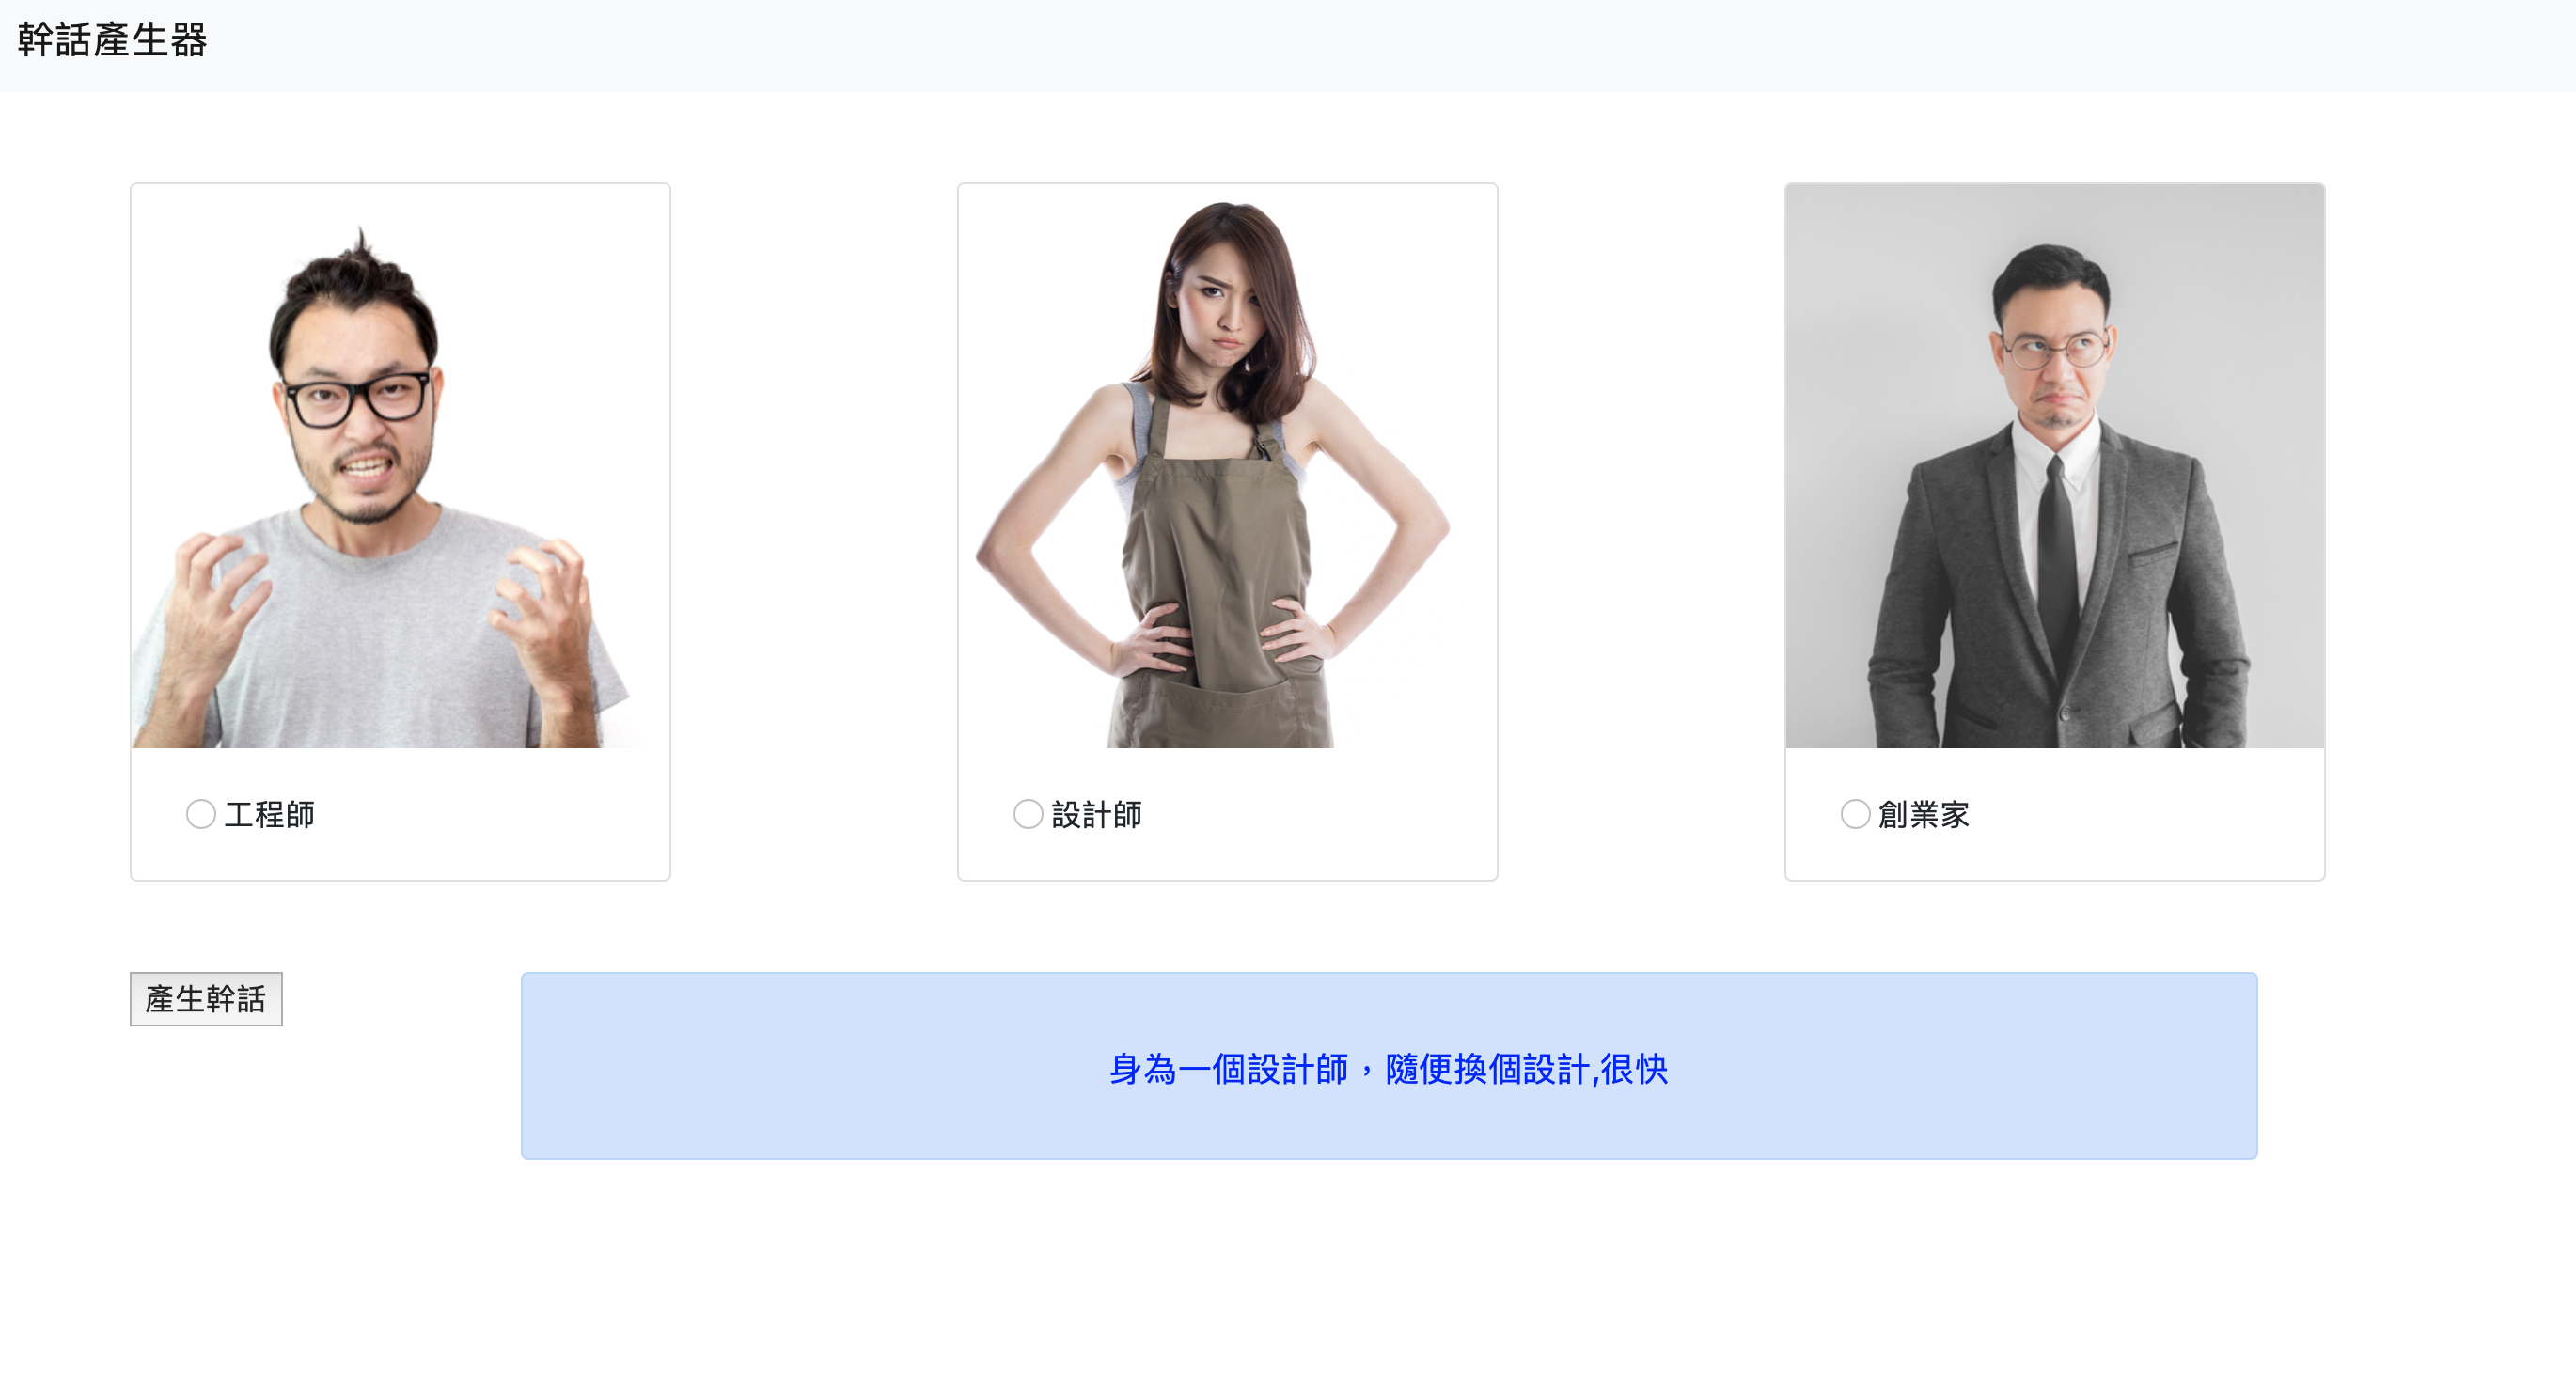 幹話產生器
工程師
設計師
創業家
產生幹話
身為一個設計師，隨便換個設計,很快